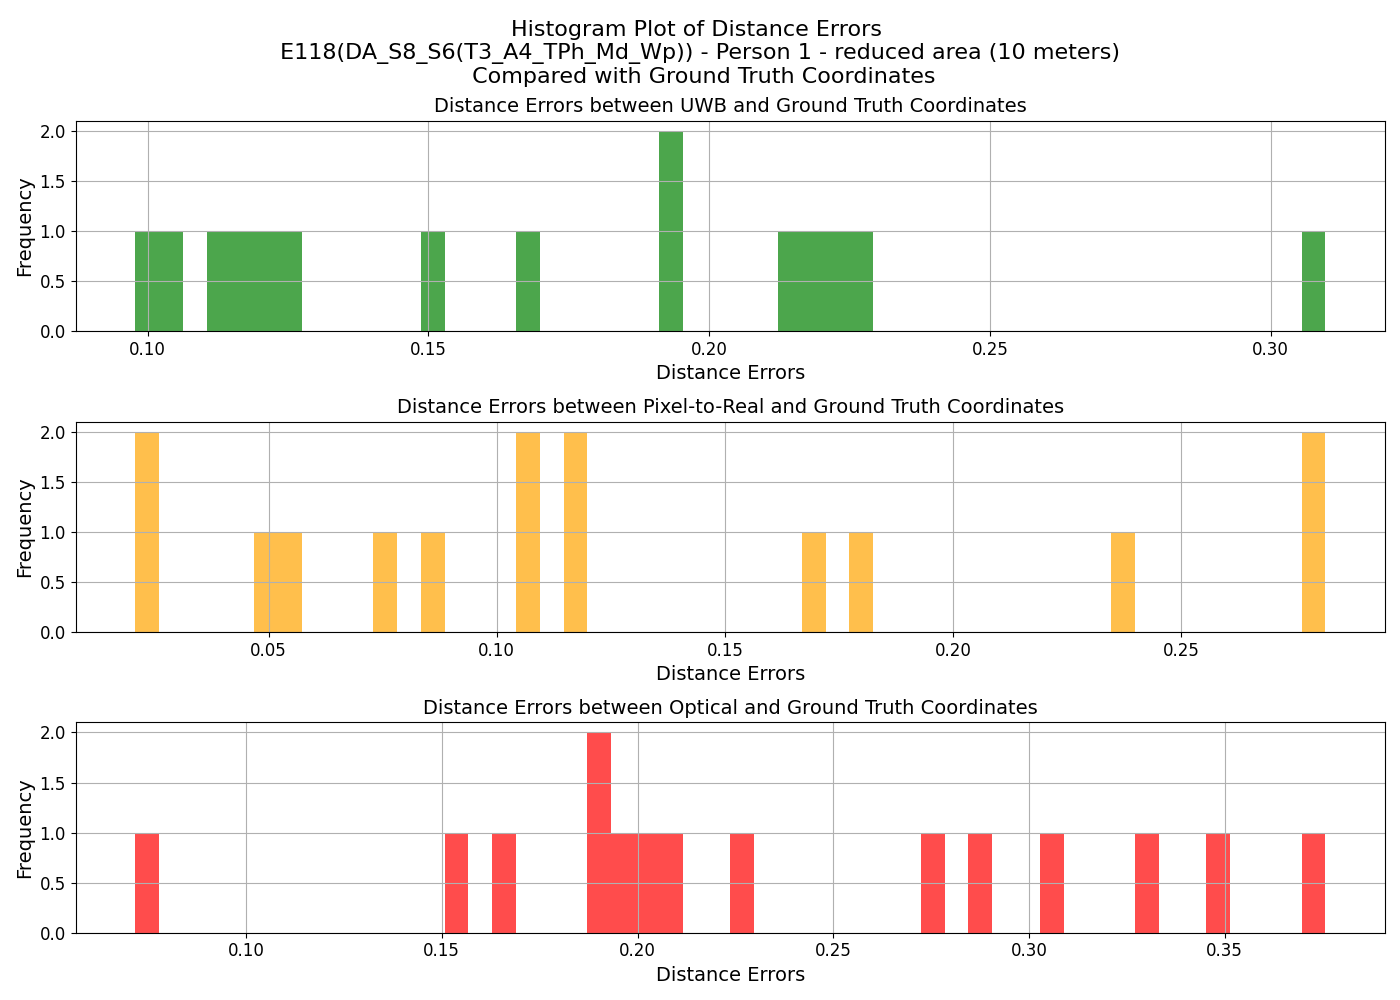 Histogram Plot of Distance Errors
E118(DA_S8_S6(T3_A4_TPh_Md_Wp)) - Person 1 - reduced area (10 meters)
Compared with Ground Truth Coordinates
Distance Errors between UWB and Ground Truth Coordinates
2.0
1.5
1.0
0.5
0.0
Frequency
0.10 0.15 0.20 0.25 0.30
Distance Errors
Distance Errors between Pixel-to-Real and Ground Truth Coordinates
2.0
1.5
1.0
0.5
0.0
Frequency
0.05 0.10 0.15 0.20 0.25
Distance Errors
Distance Errors between Optical and Ground Truth Coordinates
2.0
1.5
1.0
0.5
0.0
Frequency
0.10 0.15 0.20 0.25 0.30 0.35
Distance Errors